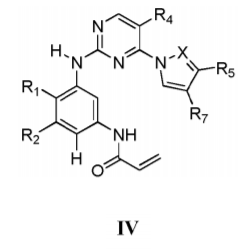 N R₄
H N N N X R₅
R₁ N
R₂ NH R₇
H
O
IV